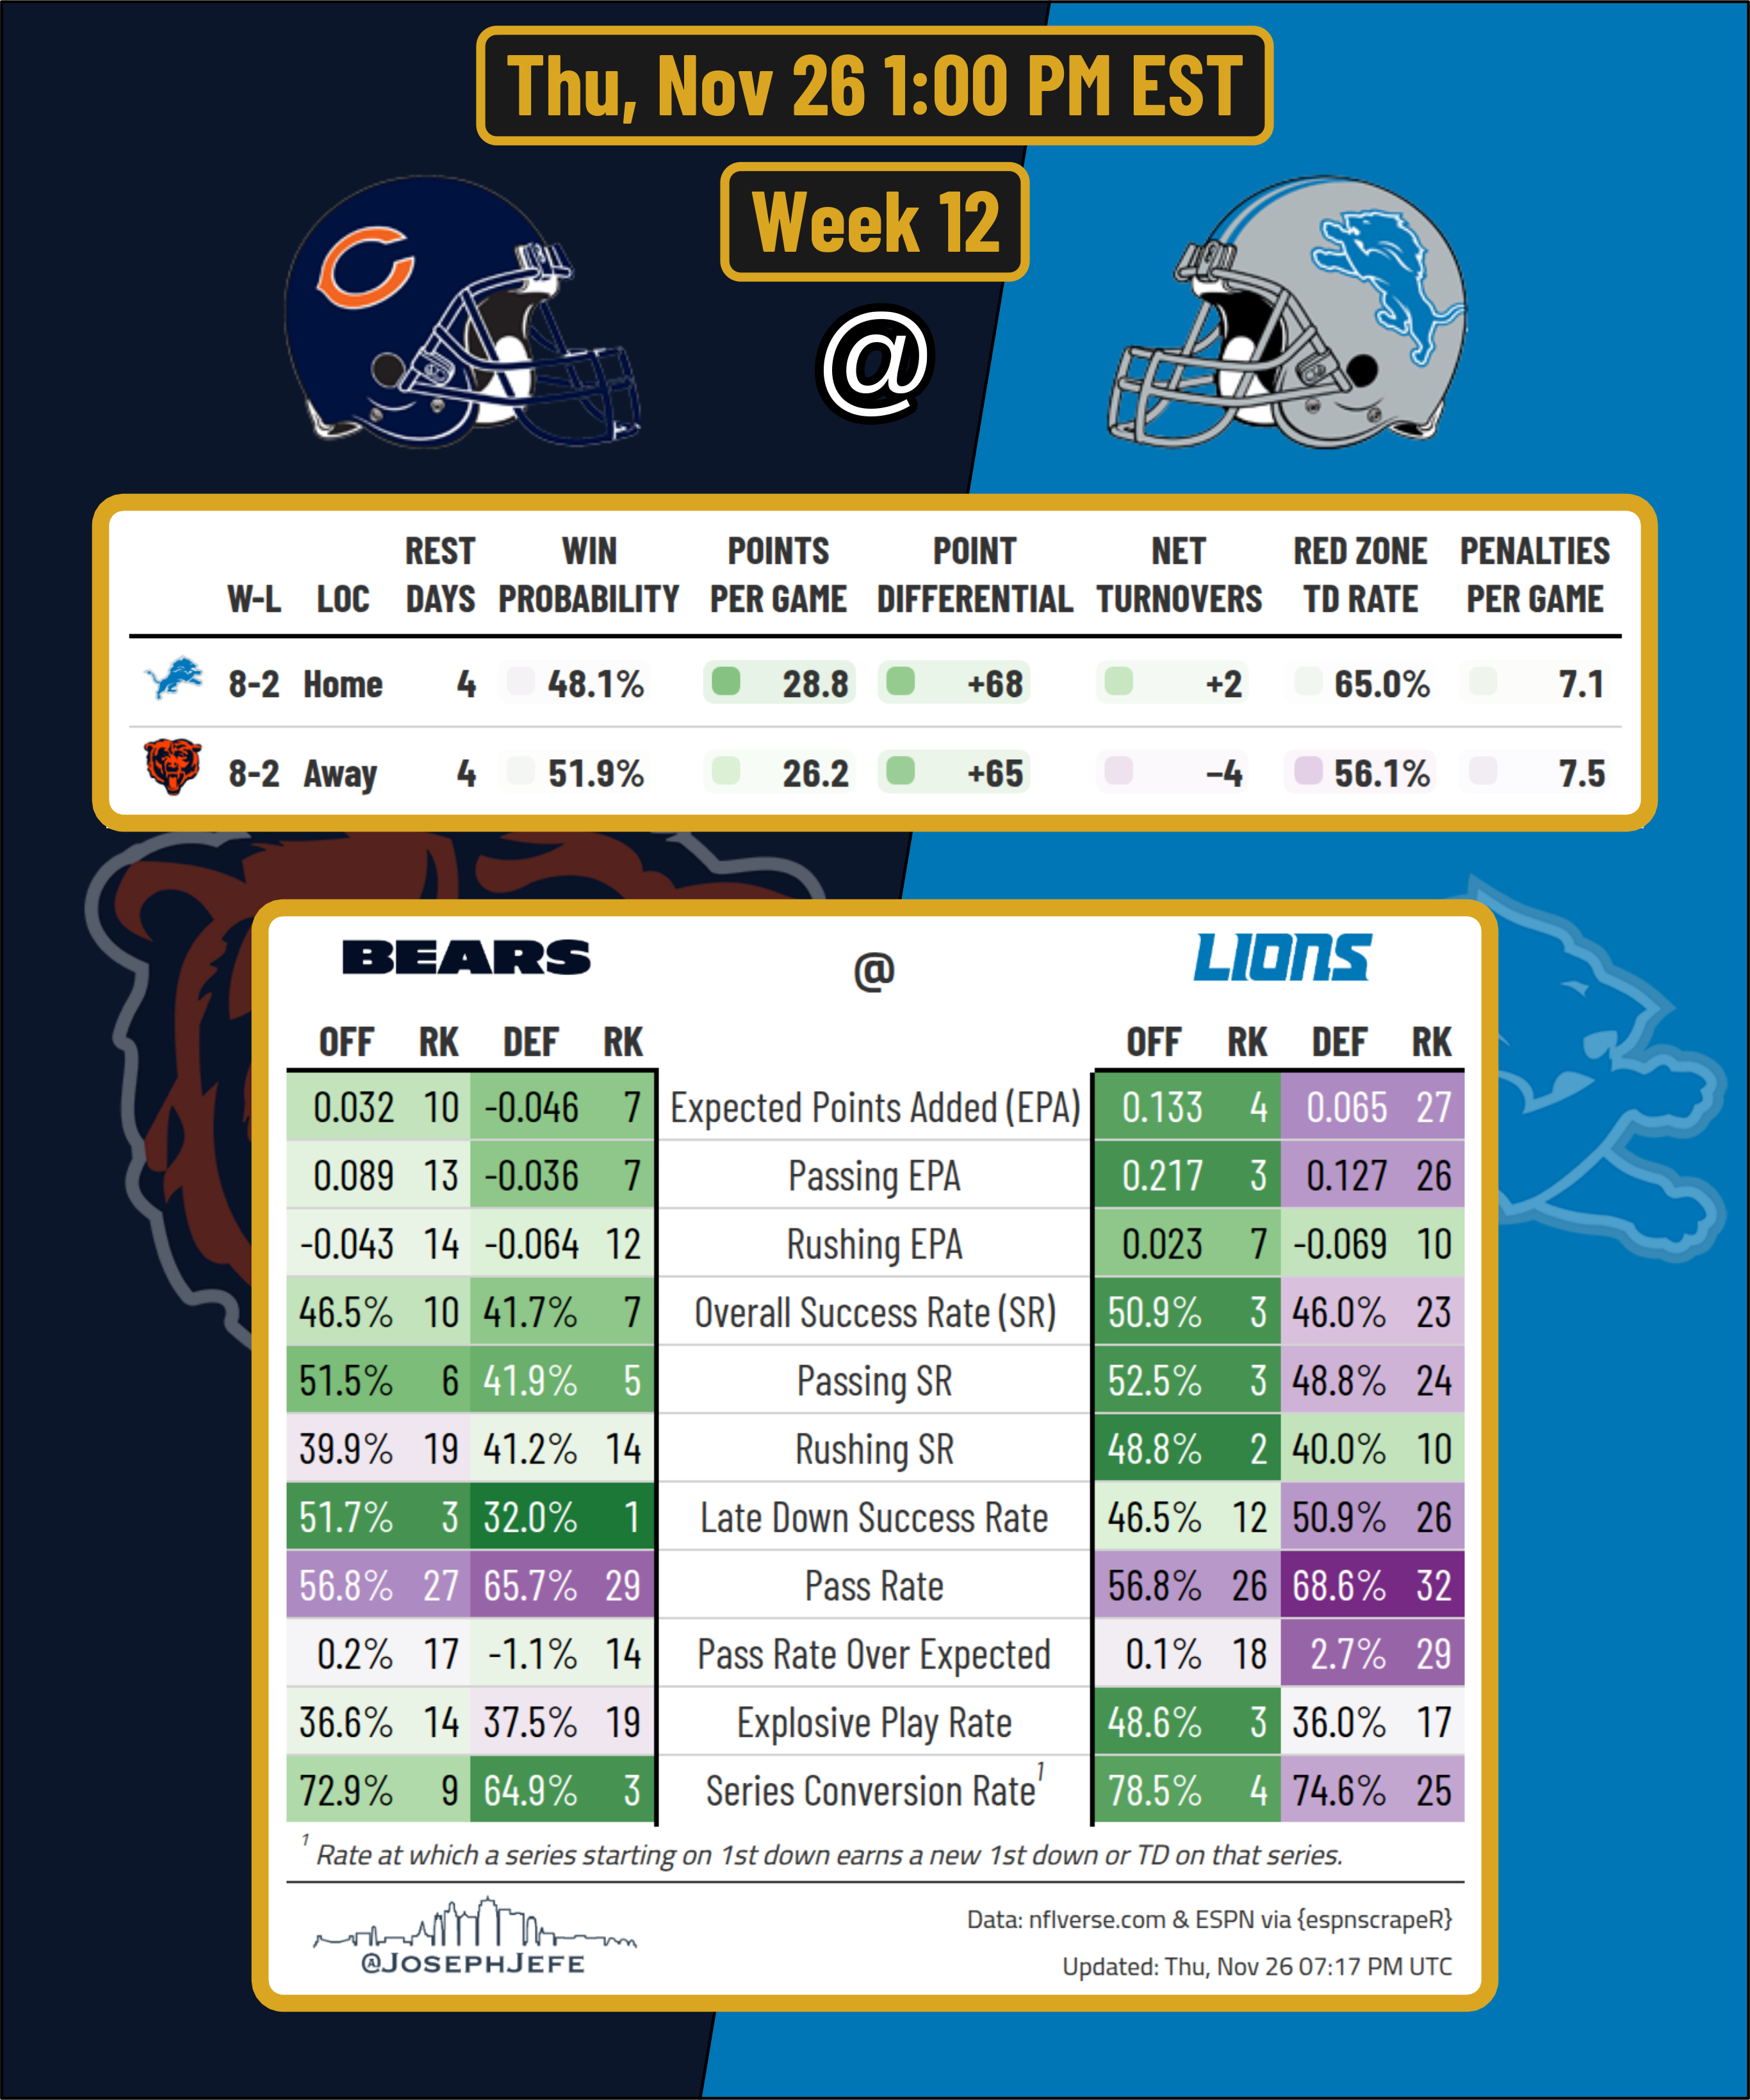 Thu, Nov 26 1:00 PM EST
Week 12
@
REST WIN POINTS POINT NET RED ZONE PENALTIES
W-L LOC DAYS PROBABILITY PER GAME DIFFERENTIAL TURNOVERS TD RATE PER GAME
8-2 Home 4 48.1% 28.8 +68 +2 65.0% 7.1
8-2 Away 4 51.9% 26.2 +65 −4 56.1% 7.5
BEARS @ LIONS
OFF RK DEF RK OFF RK DEF RK
0.032 10 -0.046 7 Expected Points Added (EPA) 0.133 4 0.065 27
0.089 13 -0.036 7 Passing EPA 0.217 3 0.127 26
-0.043 14 -0.064 12 Rushing EPA 0.023 7 -0.069 10
46.5% 10 41.7% 7 Overall Success Rate (SR) 50.9% 3 46.0% 23
51.5% 6 41.9% 5 Passing SR 52.5% 3 48.8% 24
39.9% 19 41.2% 14 Rushing SR 48.8% 2 40.0% 10
51.7% 3 32.0% 1 Late Down Success Rate 46.5% 12 50.9% 26
56.8% 27 65.7% 29 Pass Rate 56.8% 26 68.6% 32
0.2% 17 -1.1% 14 Pass Rate Over Expected 0.1% 18 2.7% 29
36.6% 14 37.5% 19 Explosive Play Rate 48.6% 3 36.0% 17
72.9% 9 64.9% 3 Series Conversion Rate¹ 78.5% 4 74.6% 25
¹ Rate at which a series starting on 1st down earns a new 1st down or TD on that series.
Data: nflverse.com & ESPN via {espnscrapeR}
@JOSEPHJEFE
Updated: Thu, Nov 26 07:17 PM UTC